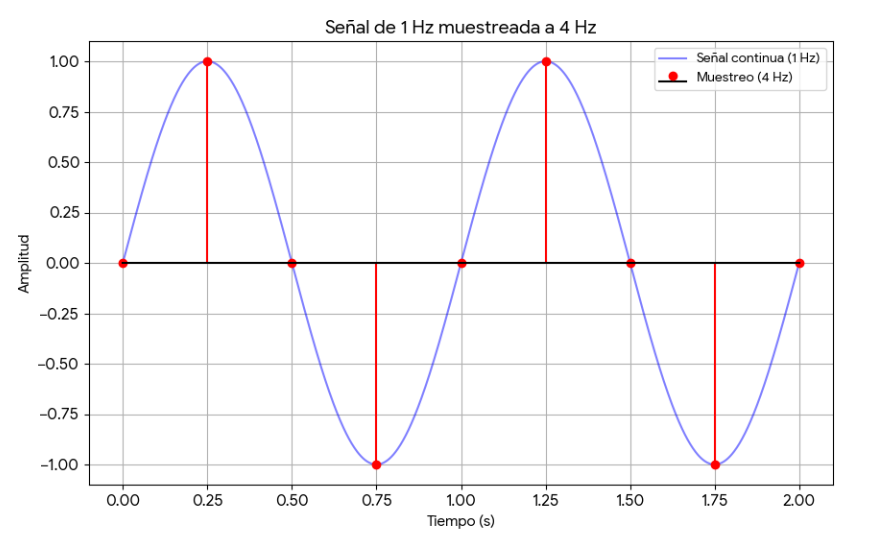 Señal de 1 Hz muestreada a 4 Hz
Señal continua (1 Hz)
Muestreo (4 Hz)
1.00
0.75
0.50
0.25
0.00
−0.25
−0.50
−0.75
−1.00
Amplitud
0.00 0.25 0.50 0.75 1.00 1.25 1.50 1.75 2.00
Tiempo (s)